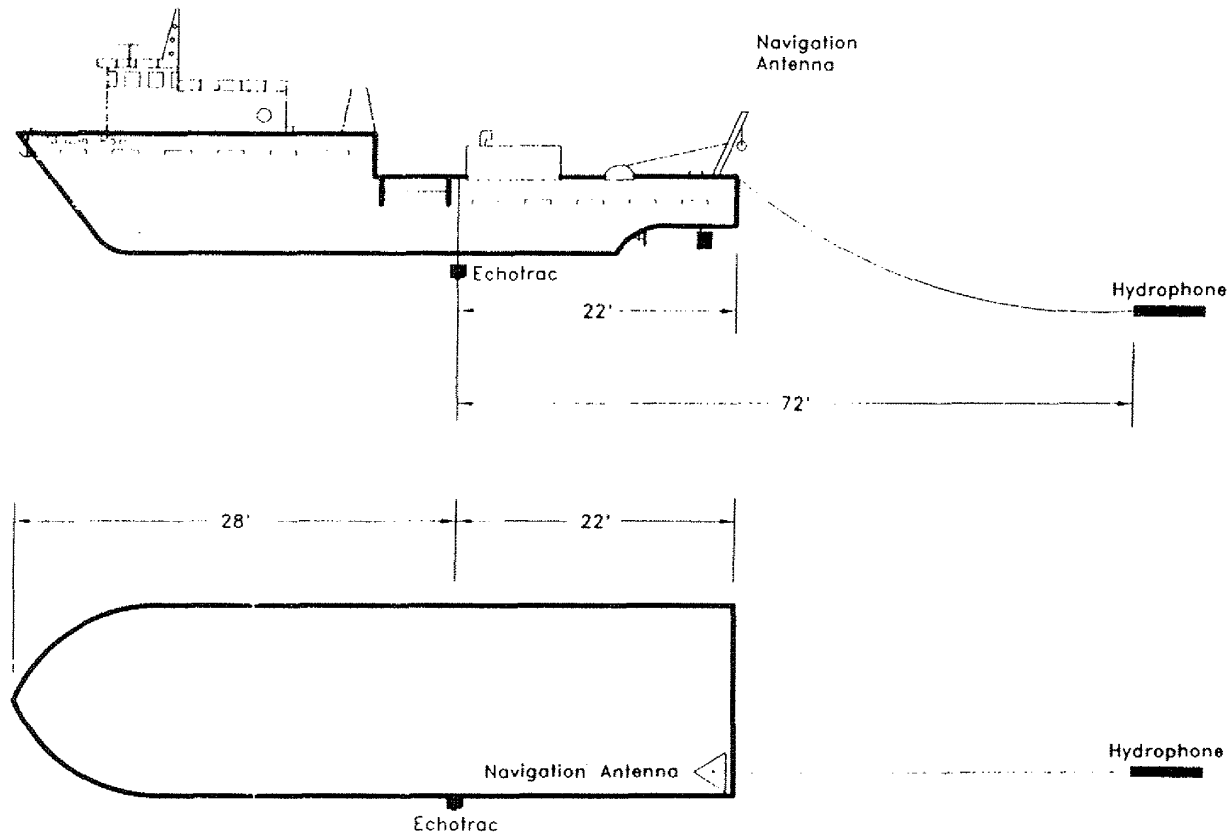 Navigation
Antenna
Echotrac
22'
Hydrophone
72'
28'
22'
Navigation Antenna
Hydrophone
Echotrac